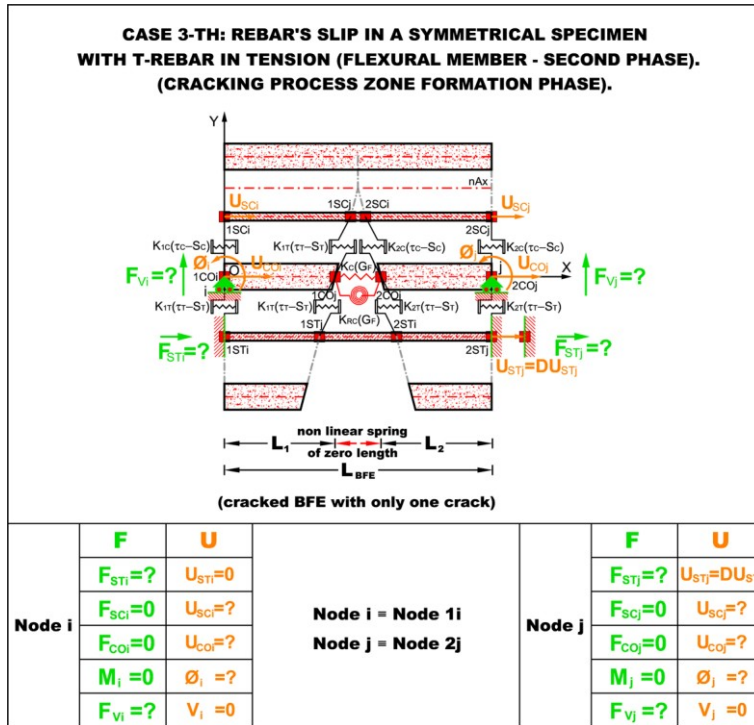 CASE 3-TH: REBAR'S SLIP IN A SYMMETRICAL SPECIMEN
WITH T-REBAR IN TENSION (FLEXURAL MEMBER - SECOND PHASE).
(CRACKING PROCESS ZONE FORMATION PHASE).
Y
nAx
USCi 1SCj 2SCi USCj
1SCi 2SCj
K1C(τC-SC) K1T(τT-ST) K2C(τC-SC) K2C(τC-SC)
Øi KC(GF) Øj
FVi=? 1COi O UCOi j UCOj X FVj=?
i 2COj
K1T(τT-ST) K1T(τT-ST) 1COj 2COi K2T(τT-ST) K2T(τT-ST)
1STj KRC(GF) 2STi
FSTi=? 1STi 2STj FSTj=?
USTj=DUSTj
non linear spring
L1 L2
of zero length
LBFE
(cracked BFE with only one crack)
F U F U
FSTi=? USTi=0 FSTj=? USTj=DUS
FSCi=0 USCi=? FSCj=0 USCj=?
Node i Node i = Node 1i Node j
FCOi=0 UCOi=? Node j = Node 2j FCOj=0 UCOj=?
Mi=0 Øi=? Mj=0 Øj=?
FVi=? Vi=0 FVj=? Vj=0